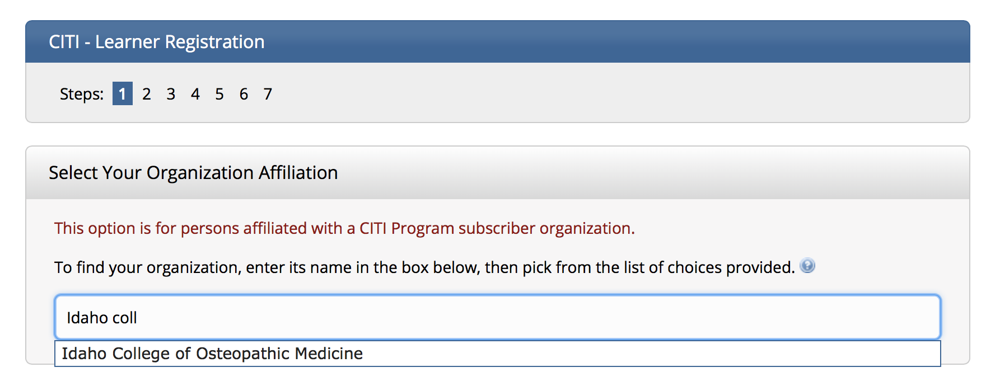 CITI - Learner Registration
Steps: 1 2 3 4 5 6 7
Select Your Organization Affiliation
This option is for persons affiliated with a CITI Program subscriber organization.
To find your organization, enter its name in the box below, then pick from the list of choices provided. ?
Idaho coll
Idaho College of Osteopathic Medicine